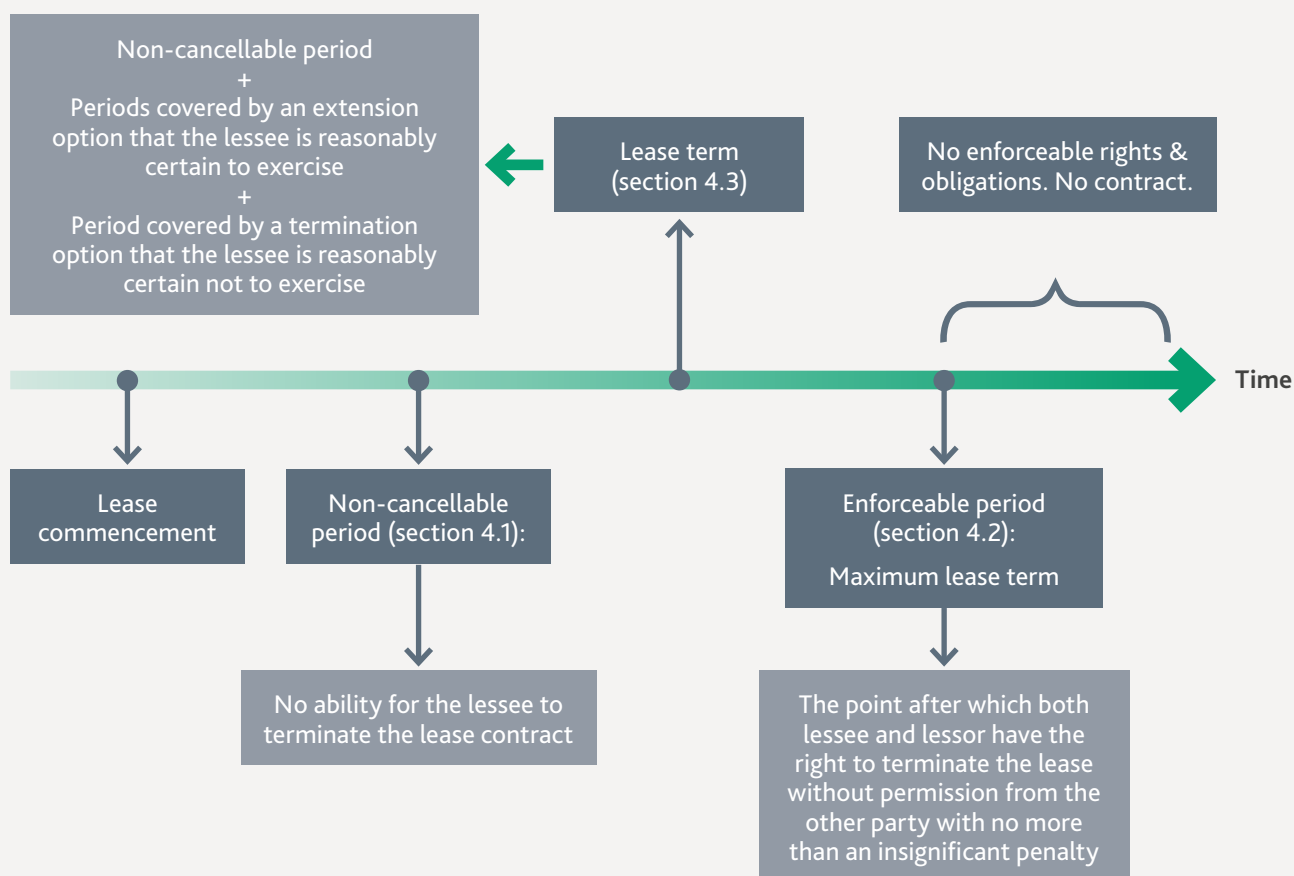 Non-cancellable period
+
Periods covered by an extension
option that the lessee is reasonably
certain to exercise
+
Period covered by a termination
option that the lessee is reasonably
certain not to exercise
Lease term
(section 4.3)
No enforceable rights &
obligations. No contract.
Time
Lease
commencement
Non-cancellable
period (section 4.1):
Enforceable period
(section 4.2):
Maximum lease term
No ability for the lessee to
terminate the lease contract
The point after which both
lessee and lessor have the
right to terminate the lease
without permission from the
other party with no more
than an insignificant penalty